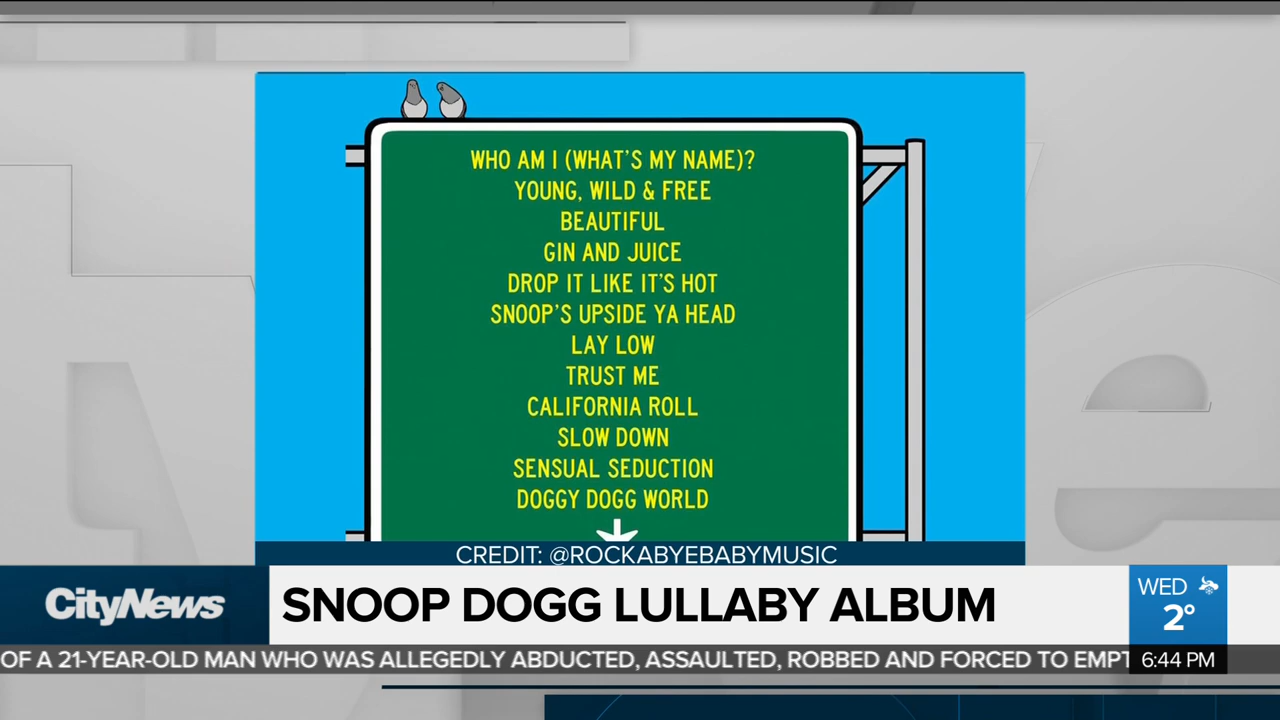 WHO AM I (WHAT'S MY NAME)?
YOUNG, WILD & FREE
BEAUTIFUL
GIN AND JUICE
DROP IT LIKE IT'S HOT
SNOOP'S UPSIDE YA HEAD
LAY LOW
TRUST ME
CALIFORNIA ROLL
SLOW DOWN
SENSUAL SEDUCTION
DOGGY DOGG WORLD
CREDIT: @ROCKABYEBABYMUSIC
CityNews
SNOOP DOGG LULLABY ALBUM
WED
2°
OF A 21-YEAR-OLD MAN WHO WAS ALLEGEDLY ABDUCTED, ASSAULTED, ROBBED AND FORCED TO EMPT
6:44 PM